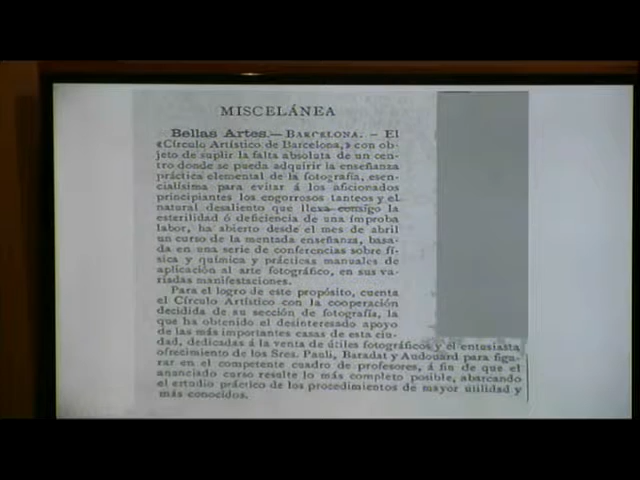 MISCELÁNEA
Bellas Artes.—BARCELONA. – El
«Círculo Artístico de Barcelona,» con ob-
jeto de suplir la falta absoluta de un cen-
tro donde se pueda adquirir la enseñanza
práctica elemental de la fotografía, esen-
cialísima para evitar á los aficionados
principiantes los engorrosos tanteos y el
natural desaliento que lleva consigo la
esterilidad ó deficiencia de una ímproba
labor, ha abierto desde el mes de abril
un curso de la mentada enseñanza, basa-
da en una serie de conferencias sobre fí-
sica y química y prácticas manuales de
aplicación al arte fotográfico, en sus va-
riadas manifestaciones.
Para el logro de este propósito, cuenta
el Círculo Artístico con la cooperación
decidida de su sección de fotografía, la
que ha obtenido el desinteresado apoyo
de las más importantes casas de esta ciu-
dad, dedicadas á la venta de útiles fotográficos y el entusiasta
ofrecimiento de los Sres. Pauli, Baradat y Audouard para figu-
rar en el competente cuadro de profesores, á fin de que el
anunciado curso resulte lo más completo posible, abarcando
el estudio práctico de los procedimientos de mayor utilidad y
más conocidos.